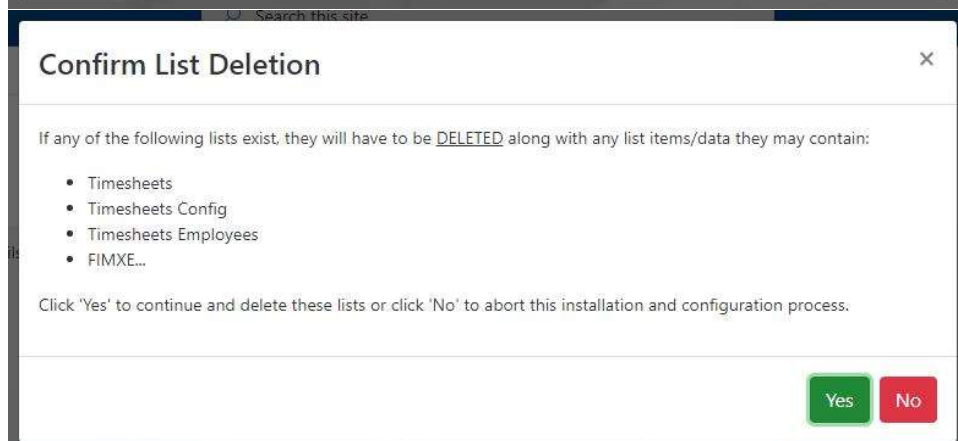 Search this site
Confirm List Deletion
×
If any of the following lists exist, they will have to be DELETED along with any list items/data they may contain:
• Timesheets
• Timesheets Config
• Timesheets Employees
• FIMXE...
Click 'Yes' to continue and delete these lists or click 'No' to abort this installation and configuration process.
Yes
No